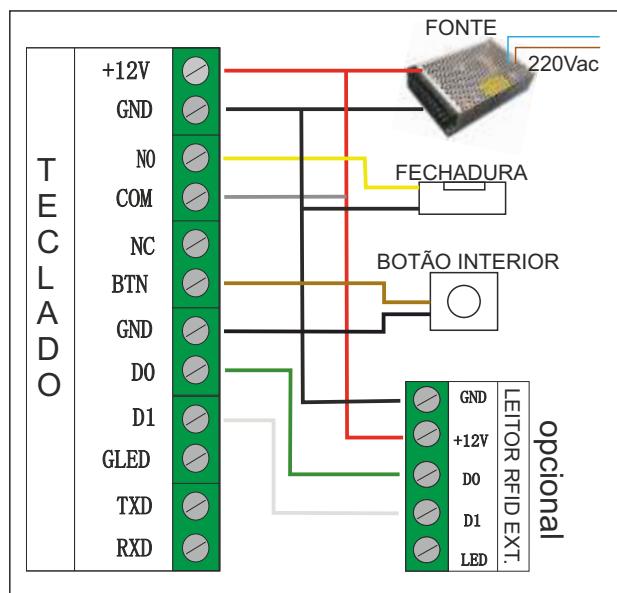 TECLADO
+12V
GND
NO
COM
NC
BTN
GND
D0
D1
GLED
TXD
RXD
FONTE
220Vac
FECHADURA
BOTÃO INTERIOR
GND
+12V
D0
D1
LED
LEITOR RFID EXT.
opcional